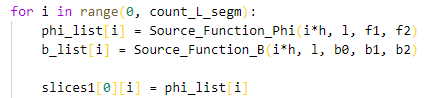 for i in range(0, count_L_segm):
    phi_list[i] = Source_Function_Phi(i*h, l, f1, f2)
    b_list[i] = Source_Function_B(i*h, l, b0, b1, b2)

    slices1[0][i] = phi_list[i]